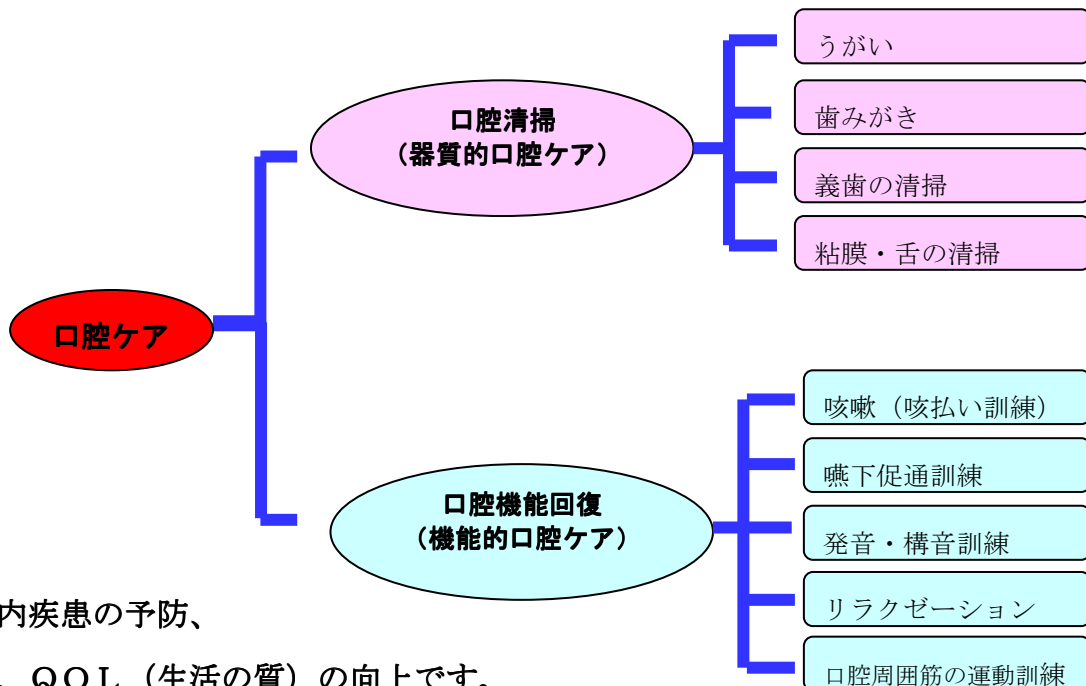 うがい
口腔清掃
(器質的口腔ケア)
歯みがき
義歯の清掃
粘膜・舌の清掃
口腔ケア
咳嗽(咳払い訓練)
嚥下促通訓練
口腔機能回復
(機能的口腔ケア)
発音・構音訓練
リラクゼーション
口腔周囲筋の運動訓練
内疾患の予防、
、QOL(生活の質)の向上です。